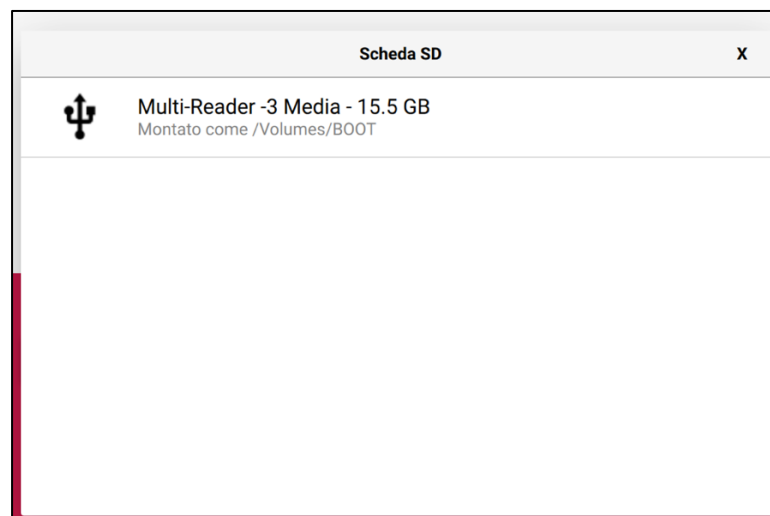 Scheda SD
X
Multi-Reader -3 Media - 15.5 GB
Montato come /Volumes/BOOT